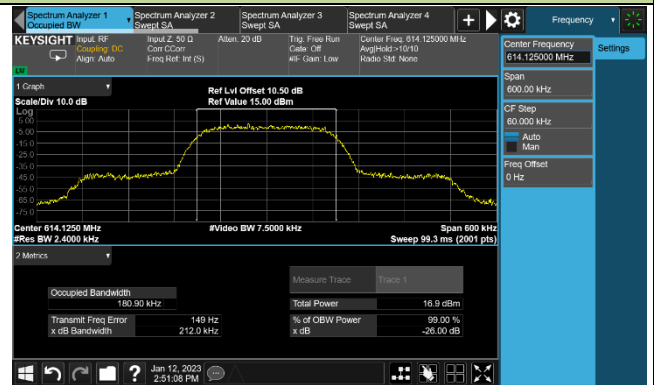 Spectrum Analyzer 1
Occupied BW
Spectrum Analyzer 2
Swept SA
Spectrum Analyzer 3
Swept SA
Spectrum Analyzer 4
Swept SA
Frequency
KEYSIGHT
Input: RF
Coupling: DC
Align: Auto
Input Z: 50 Ω
Corr CCorr
Freq Ref: Int (S)
Atten: 20 dB
Trig: Free Run
Gate: Off
#IF Gain: Low
Center Freq: 614.125000 MHz
Avg|Hold:>10/10
Radio Std: None
1 Graph
Scale/Div 10.0 dB
Ref Lvl Offset 10.50 dB
Ref Value 15.00 dBm
Log
5.00
-5.00
-15.0
-25.0
-35.0
-45.0
-55.0
-65.0
-75.0
Center 614.1250 MHz
#Res BW 2.4000 kHz
#Video BW 7.5000 kHz
Span 600 kHz
Sweep 99.3 ms (2001 pts)
2 Metrics
Measure Trace
Trace 1
Occupied Bandwidth
180.90 kHz
Total Power
16.9 dBm
Transmit Freq Error
149 Hz
% of OBW Power
99.00 %
x dB Bandwidth
212.0 kHz
x dB
-26.00 dB
Center Frequency
614.125000 MHz
Settings
Span
600.00 kHz
CF Step
60.000 kHz
Auto
Man
Freq Offset
0 Hz
?
Jan 12, 2023
2:51:08 PM